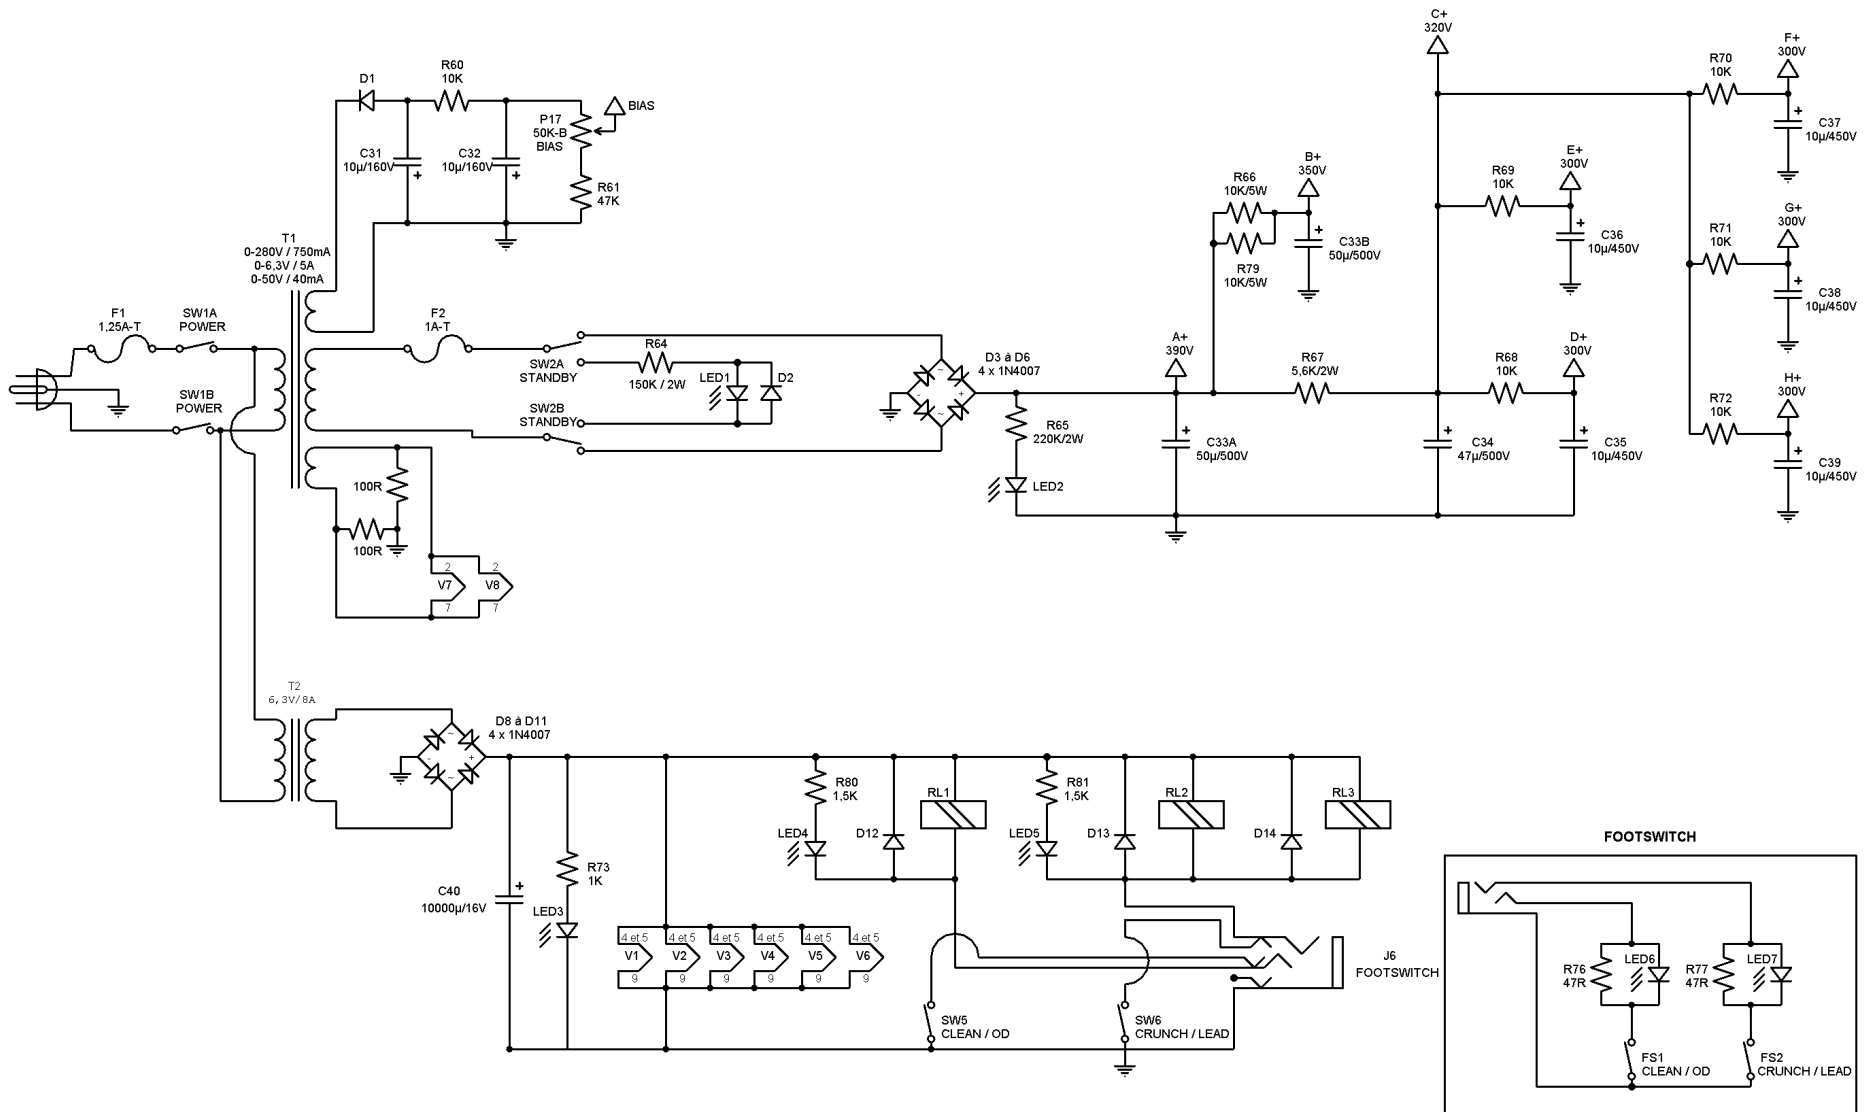 C+
320V
F+
300V
R70
10K
C37
10µ/450V
D1
R60
10K
P17
50K-B
BIAS
BIAS
C31
10µ/160V
C32
10µ/160V
R61
47K
B+
350V
R66
10K/5W
R79
10K/5W
C33B
50µ/500V
E+
300V
R69
10K
C36
10µ/450V
G+
300V
R71
10K
C38
10µ/450V
T1
0-280V / 750mA
0-6,3V / 5A
0-50V / 40mA
F1
1,25A-T
SW1A
POWER
SW1B
POWER
F2
1A-T
SW2A
STANDBY
SW2B
STANDBY
R64
150K / 2W
LED1
D2
~
-
+
~
D3 à D6
4 x 1N4007
A+
390V
R67
5,6K/2W
R68
10K
D+
300V
R65
220K/2W
LED2
C33A
50µ/500V
C34
47µ/500V
C35
10µ/450V
H+
300V
R72
10K
C39
10µ/450V
100R
100R
2
V7
7
2
V8
7
T2
6,3V/8A
~
-
+
~
D8 à D11
4 x 1N4007
R80
1,5K
LED4
D12
RL1
R81
1,5K
LED5
D13
RL2
D14
RL3
C40
10000µ/16V
R73
1K
LED3
4 et 5
V1
9
4 et 5
V2
9
4 et 5
V3
9
4 et 5
V4
9
4 et 5
V5
9
4 et 5
V6
9
SW5
CLEAN / OD
SW6
CRUNCH / LEAD
J6
FOOTSWITCH
FOOTSWITCH
R76
47R
LED6
R77
47R
LED7
FS1
CLEAN / OD
FS2
CRUNCH / LEAD